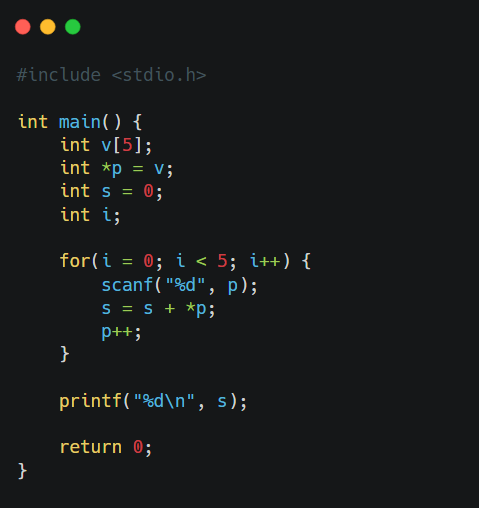 #include <stdio.h>

int main() {
    int v[5];
    int *p = v;
    int s = 0;
    int i;

    for(i = 0; i < 5; i++) {
        scanf("%d", p);
        s = s + *p;
        p++;
    }

    printf("%d\n", s);

    return 0;
}